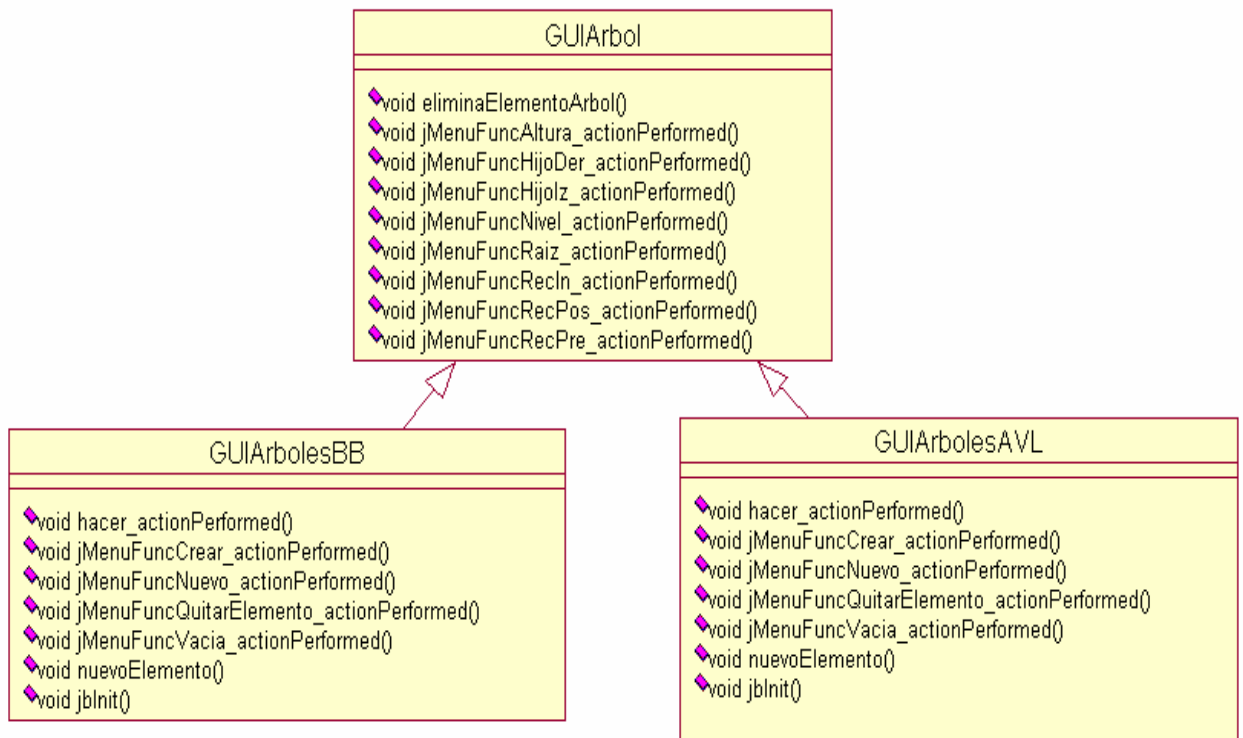 GUIArbol
void eliminaElementoArbol()
void jMenuFuncAltura_actionPerformed()
void jMenuFuncHijoDer_actionPerformed()
void jMenuFuncHijoIz_actionPerformed()
void jMenuFuncNivel_actionPerformed()
void jMenuFuncRaiz_actionPerformed()
void jMenuFuncRecIn_actionPerformed()
void jMenuFuncRecPos_actionPerformed()
void jMenuFuncRecPre_actionPerformed()
GUIArbolesBB
void hacer_actionPerformed()
void jMenuFuncCrear_actionPerformed()
void jMenuFuncNuevo_actionPerformed()
void jMenuFuncQuitarElemento_actionPerformed()
void jMenuFuncVacia_actionPerformed()
void nuevoElemento()
void jbInit()
GUIArbolesAVL
void hacer_actionPerformed()
void jMenuFuncCrear_actionPerformed()
void jMenuFuncNuevo_actionPerformed()
void jMenuFuncQuitarElemento_actionPerformed()
void jMenuFuncVacia_actionPerformed()
void nuevoElemento()
void jbInit()